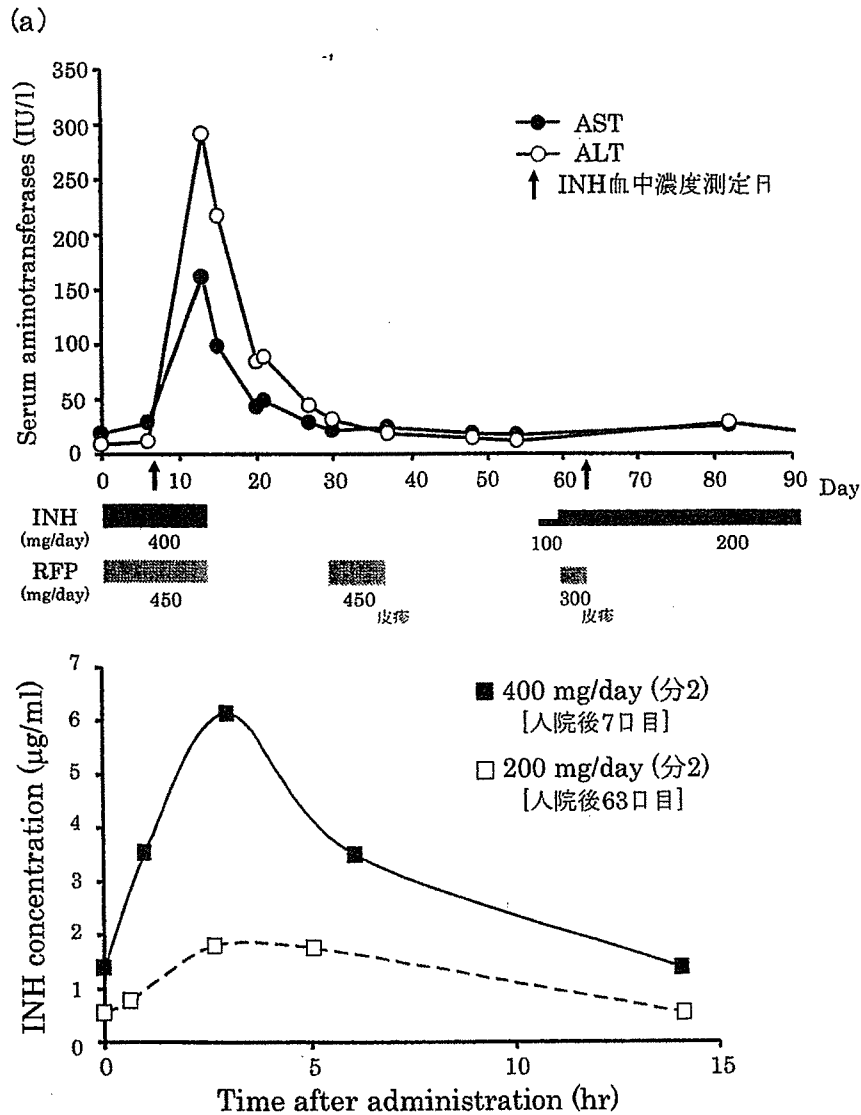 (a)
350
300
250
200
150
100
50
0
Serum aminotransferases (IU/l)
AST
ALT
INH血中濃度測定日
0 10 20 30 40 50 60 70 80 90 Day
INH
(mg/day)
400
100
200
RFP
(mg/day)
450
450
皮疹
300
皮疹
7
6
5
4
3
2
1
0
INH concentration (μg/ml)
400 mg/day (分2)
[入院後7日目]
200 mg/day (分2)
[入院後63日目]
0 5 10 15
Time after administration (hr)